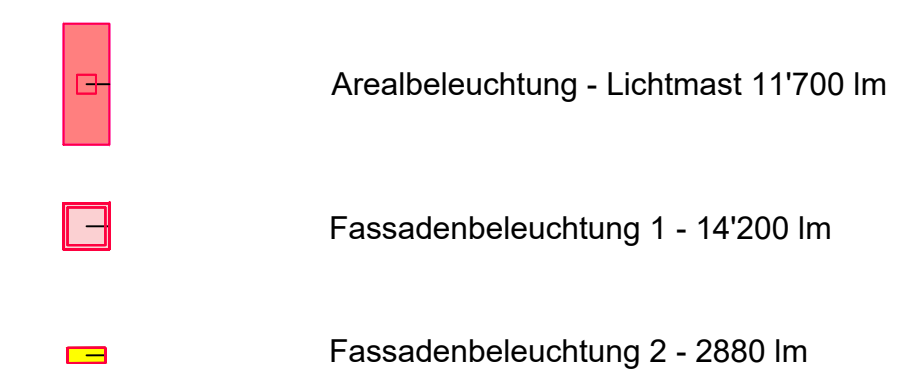 Arealbeleuchtung - Lichtmast 11'700 lm
Fassadenbeleuchtung 1 - 14'200 lm
Fassadenbeleuchtung 2 - 2880 lm